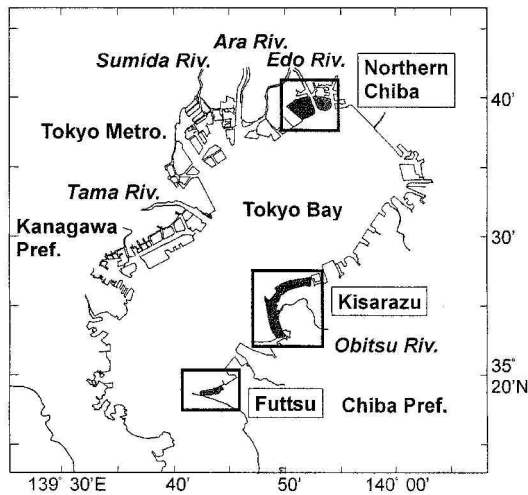 Ara Riv.
Sumida Riv.
Edo Riv.
Northern
Chiba
40'
Tokyo Metro.
Tama Riv.
Tokyo Bay
Kanagawa
Pref.
30'
Kisarazu
Obitsu Riv.
35°
20'N
Futtsu
Chiba Pref.
139° 30'E
40'
50'
140° 00'